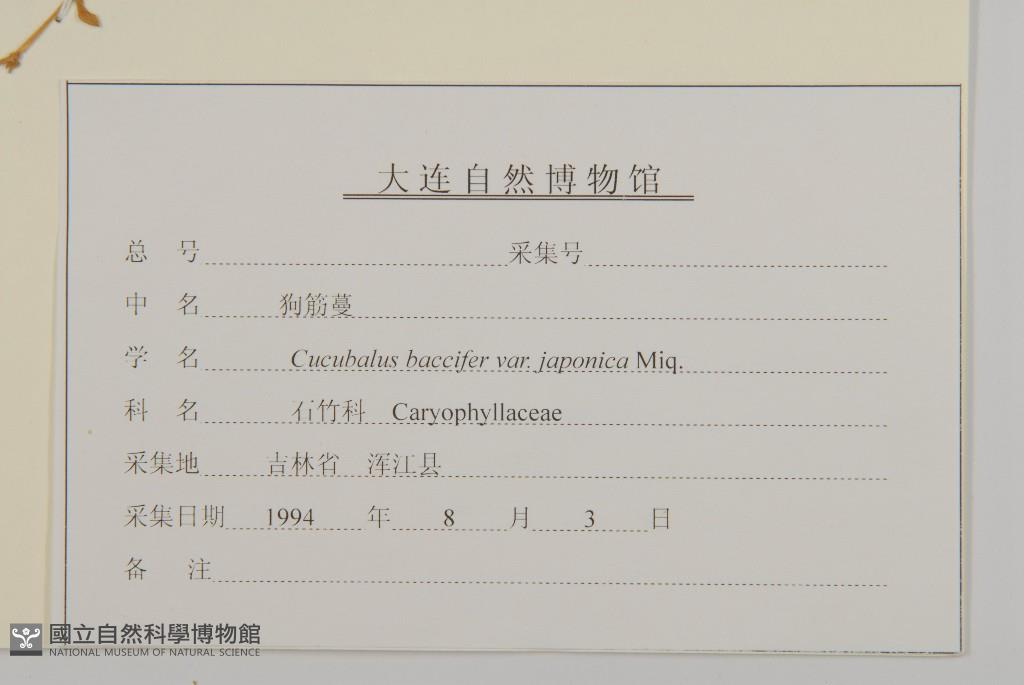 大连自然博物馆
总 号 采集号
中 名 狗筋蔓
学 名 Cucubalus baccifer var. japonica Miq.
科 名 石竹科 Caryophyllaceae
采集地 吉林省 浑江县
采集日期 1994 年 8 月 3 日
备 注
國立自然科學博物館
NATIONAL MUSEUM OF NATURAL SCIENCE